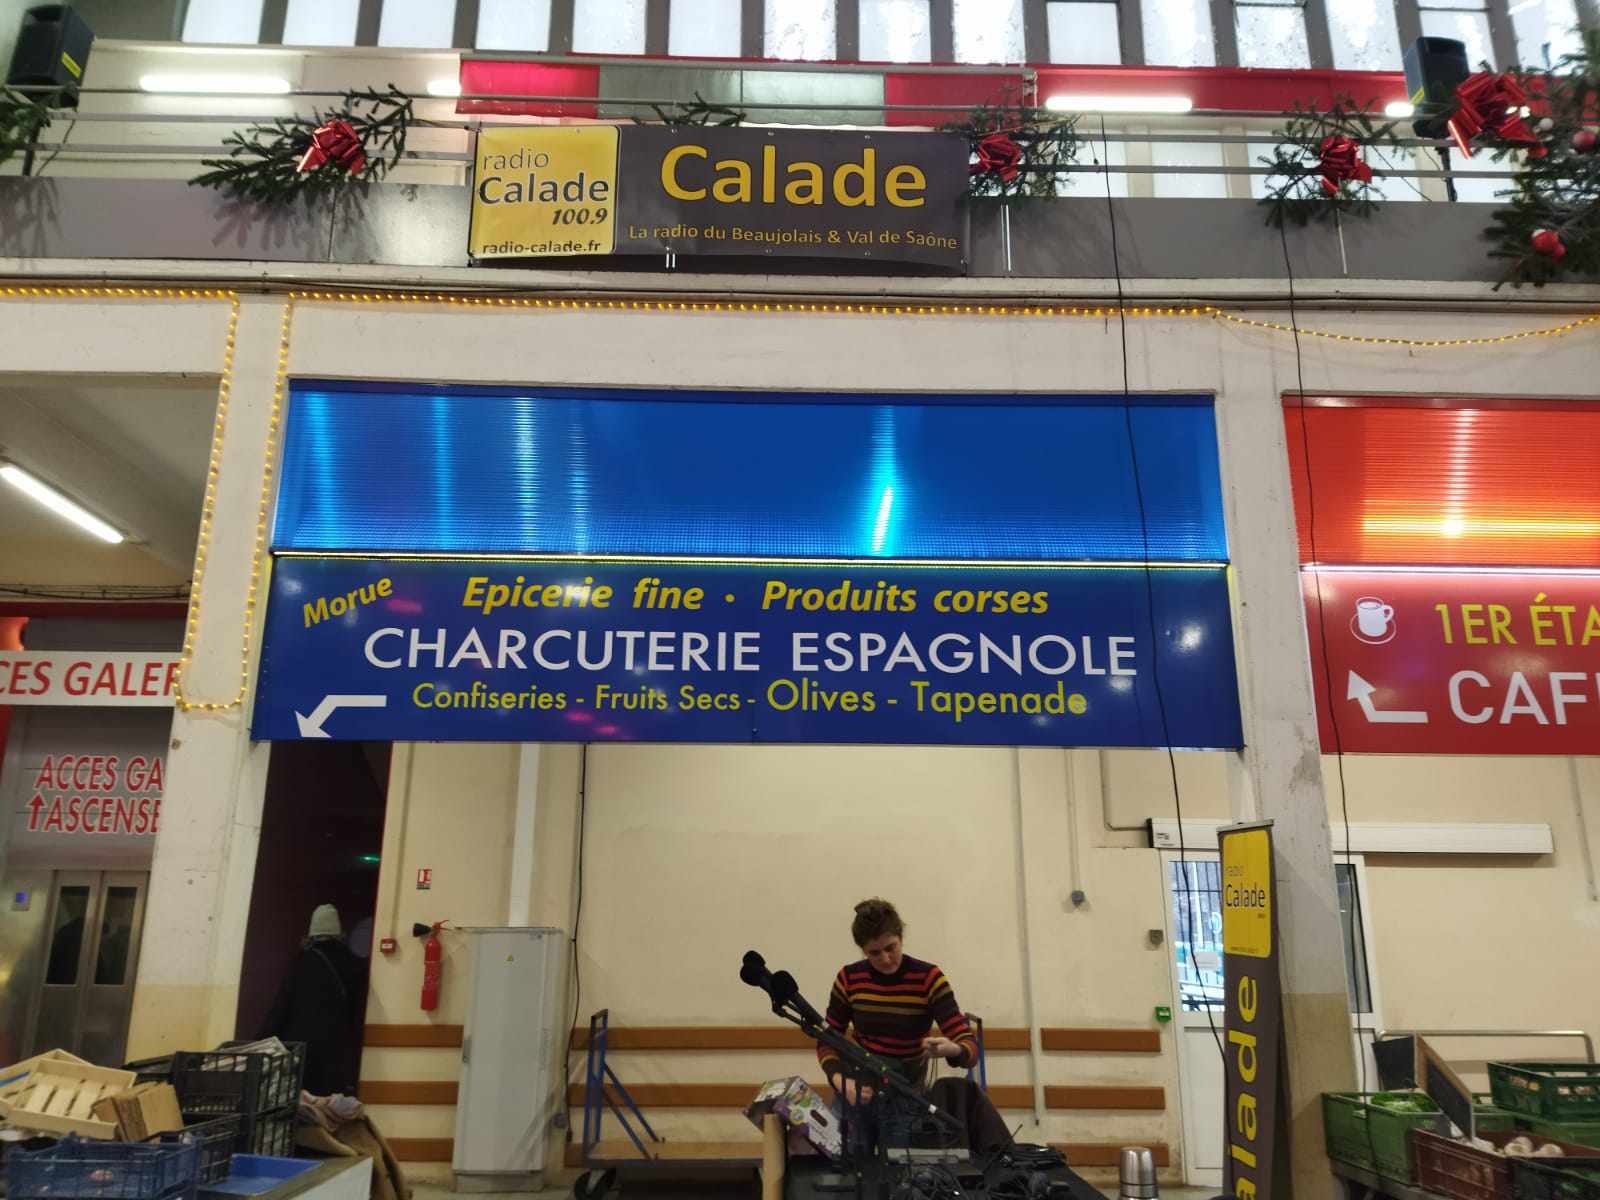 radio
Calade
100.9
radio-calade.fr
Calade
La radio du Beaujolais & Val de Saône
Morue
Epicerie fine · Produits corses
CHARCUTERIE ESPAGNOLE
Confiseries - Fruits Secs - Olives - Tapenade
1ER ÉTA
CAF
CES GALER
ACCES GA
ASCENSE
radio
Calade
alade